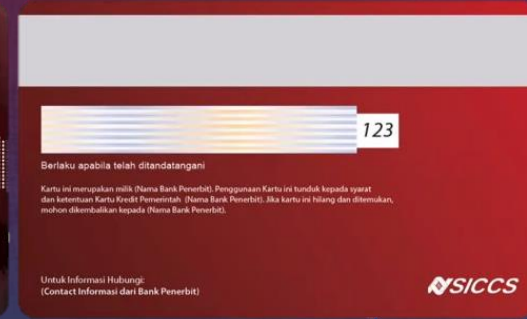 123
Berlaku apabila telah ditandatangani
Kartu ini merupakan milik (Nama Bank Penerbit). Penggunaan Kartu ini tunduk kepada syarat
dan ketentuan Kartu Kredit Pemerintah (Nama Bank Penerbit). Jika kartu ini hilang dan ditemukan,
mohon dikembalikan kepada (Nama Bank Penerbit).
Untuk Informasi Hubungi:
(Contact Informasi dari Bank Penerbit)
SICCS